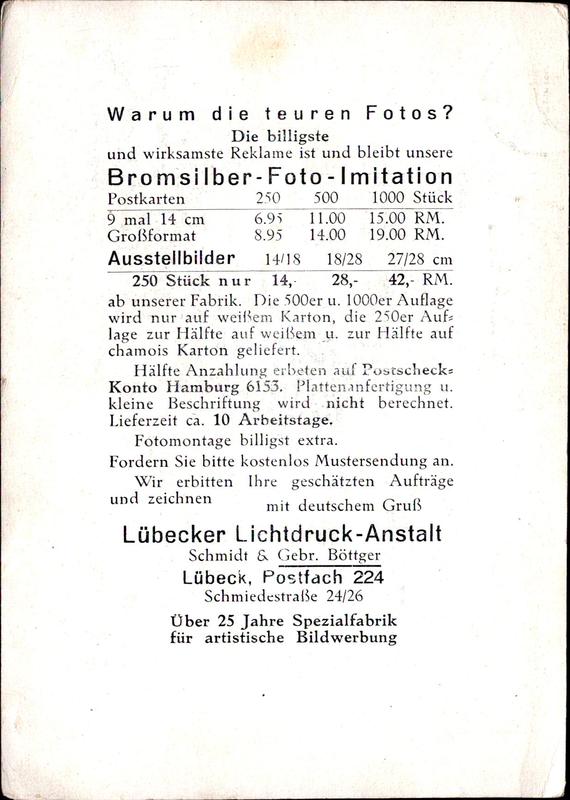 Warum die teuren Fotos?
Die billigste
und wirksamste Reklame ist und bleibt unsere
Bromsilber-Foto-Imitation
Postkarten 250 500 1000 Stück
9 mal 14 cm 6.95 11.00 15.00 RM.
Großformat 8.95 14.00 19.00 RM.
Ausstellbilder 14/18 18/28 27/28 cm
250 Stück nur 14,- 28,- 42,- RM.
ab unserer Fabrik. Die 500er u. 1000er Auflage
wird nur auf weißem Karton, die 250er Auf=
lage zur Hälfte auf weißem u. zur Hälfte auf
chamois Karton geliefert.
Hälfte Anzahlung erbeten auf Postscheck=
Konto Hamburg 6153. Plattenanfertigung u.
kleine Beschriftung wird nicht berechnet.
Lieferzeit ca. 10 Arbeitstage.
Fotomontage billigst extra.
Fordern Sie bitte kostenlos Mustersendung an.
Wir erbitten Ihre geschätzten Aufträge
und zeichnen
mit deutschem Gruß
Lübecker Lichtdruck-Anstalt
Schmidt & Gebr. Böttger
Lübeck, Postfach 224
Schmiedestraße 24/26
Über 25 Jahre Spezialfabrik
für artistische Bildwerbung